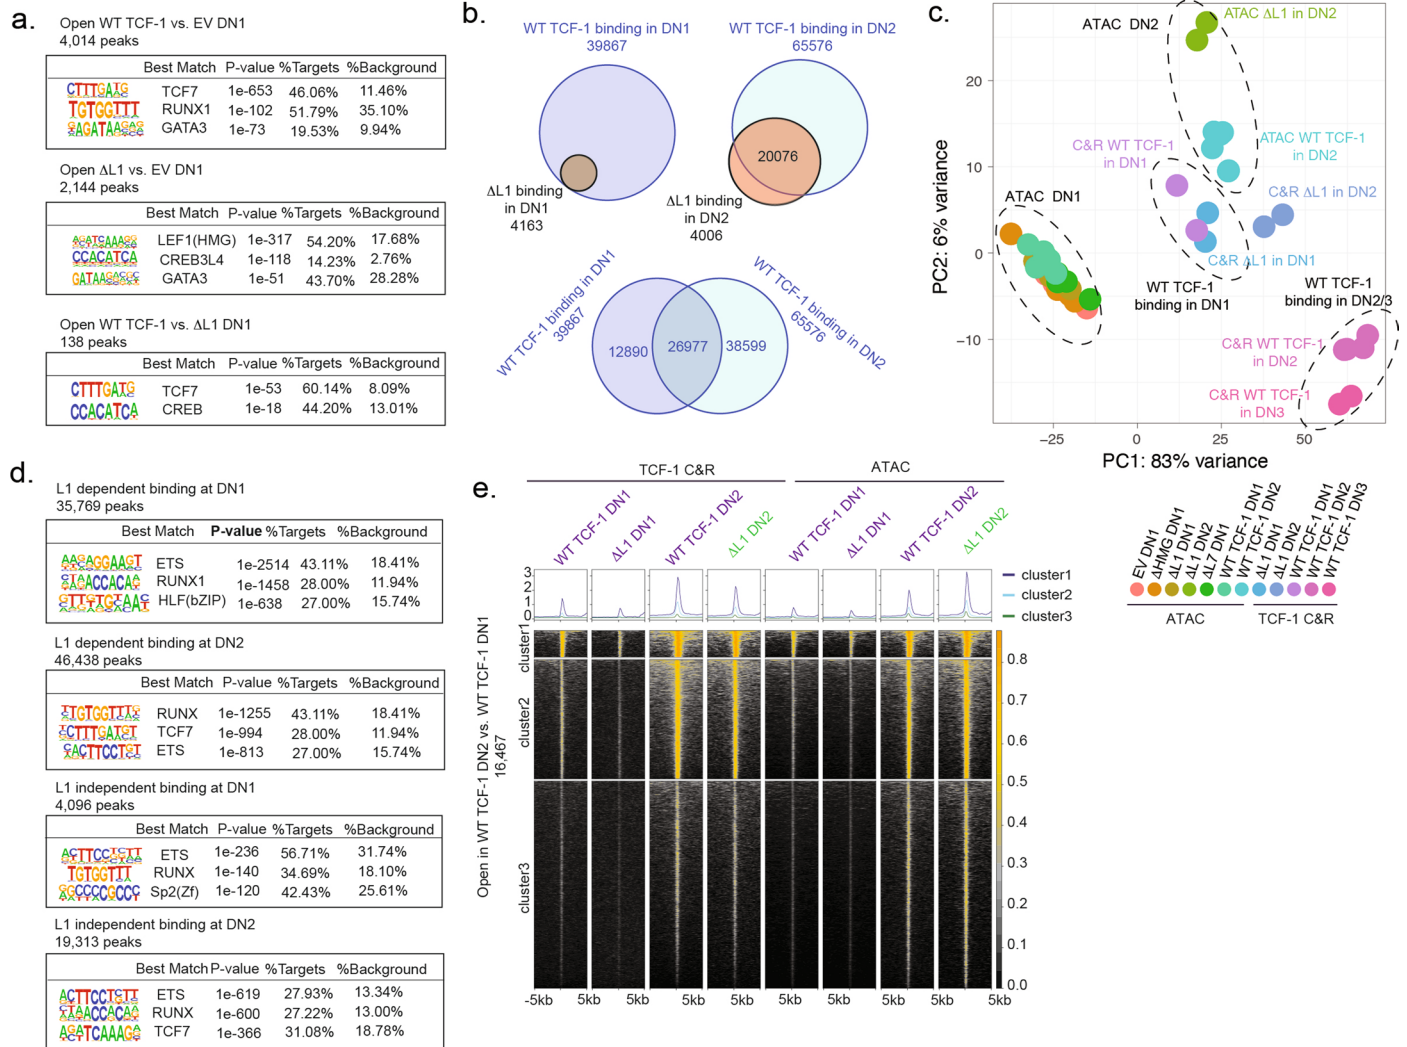 a.
Open WT TCF-1 vs. EV DN1
4,014 peaks
Best Match P-value %Targets %Background
CTTTGATG TCF7 1e-653 46.06% 11.46%
TGTGGTTT RUNX1 1e-102 51.79% 35.10%
AGATAA GATA3 1e-73 19.53% 9.94%
Open ΔL1 vs. EV DN1
2,144 peaks
Best Match P-value %Targets %Background
LEF1(HMG) 1e-317 54.20% 17.68%
CCACATCA CREB3L4 1e-118 14.23% 2.76%
GATAA GATA3 1e-51 43.70% 28.28%
Open WT TCF-1 vs. ΔL1 DN1
138 peaks
Best Match P-value %Targets %Background
CTTTGATG TCF7 1e-53 60.14% 8.09%
CCACATCA CREB 1e-18 44.20% 13.01%
b.
WT TCF-1 binding in DN1
39867
WT TCF-1 binding in DN2
65576
20076
ΔL1 binding
in DN1
4163
ΔL1 binding
in DN2
4006
WT TCF-1 binding in DN1
39867
WT TCF-1 binding in DN2
65576
12890 26977 38599
c.
ATAC DN2
ATAC ΔL1 in DN2
C&R WT TCF-1
in DN1
ATAC WT TCF-1
in DN2
ATAC DN1
C&R ΔL1 in DN2
C&R ΔL1 in DN1
WT TCF-1
binding in DN1
WT TCF-1
binding in DN2/3
C&R WT TCF-1
in DN2
C&R WT TCF-1
in DN3
PC2: 6% variance
20
10
0
−10
−25 0 25 50
PC1: 83% variance
EV DN1
ΔHMG DN1
ΔL1 DN1
ΔL1 DN2
ΔL7 DN1
WT TCF-1 DN1
WT TCF-1 DN2
ΔL1 DN1
ΔL1 DN2
WT TCF-1 DN1
WT TCF-1 DN2
WT TCF-1 DN3
ATAC TCF-1 C&R
d.
L1 dependent binding at DN1
35,769 peaks
Best Match P-value %Targets %Background
AGGAAGT ETS 1e-2514 43.11% 18.41%
AACCACA RUNX1 1e-1458 28.00% 11.94%
HLF(bZIP) 1e-638 27.00% 15.74%
L1 dependent binding at DN2
46,438 peaks
Best Match P-value %Targets %Background
TGTGGTTT RUNX 1e-1255 43.11% 18.41%
CTTTGATGT TCF7 1e-994 28.00% 11.94%
ACTTCCTGT ETS 1e-813 27.00% 15.74%
L1 independent binding at DN1
4,096 peaks
Best Match P-value %Targets %Background
ETS 1e-236 56.71% 31.74%
TGTGGTTT RUNX 1e-140 34.69% 18.10%
Sp2(Zf) 1e-120 42.43% 25.61%
L1 independent binding at DN2
19,313 peaks
Best Match P-value %Targets %Background
ETS 1e-619 27.93% 13.34%
RUNX 1e-600 27.22% 13.00%
TCF7 1e-366 31.08% 18.78%
e.
TCF-1 C&R ATAC
WT TCF-1 DN1
ΔL1 DN1
WT TCF-1 DN2
ΔL1 DN2
WT TCF-1 DN1
ΔL1 DN1
WT TCF-1 DN2
ΔL1 DN2
3
2
1
0
cluster1
cluster2
cluster3
Open in WT TCF-1 DN2 vs. WT TCF-1 DN1
16,467
cluster1
cluster2
cluster3
0.8
0.7
0.6
0.5
0.4
0.3
0.2
0.1
0.0
-5kb 5kb 5kb 5kb 5kb 5kb 5kb 5kb 5kb